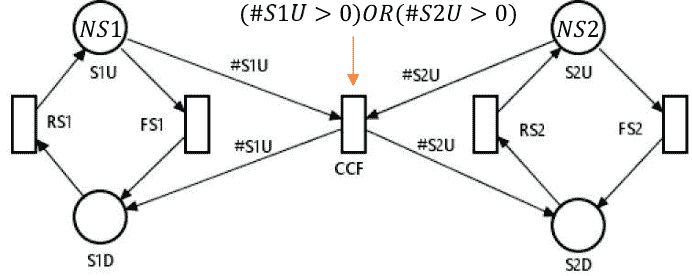 (#S1U > 0)OR(#S2U > 0)
NS1
NS2
S1U
#S1U
#S2U
S2U
RS1
FS1
RS2
FS2
#S1U
CCF
#S2U
S1D
S2D